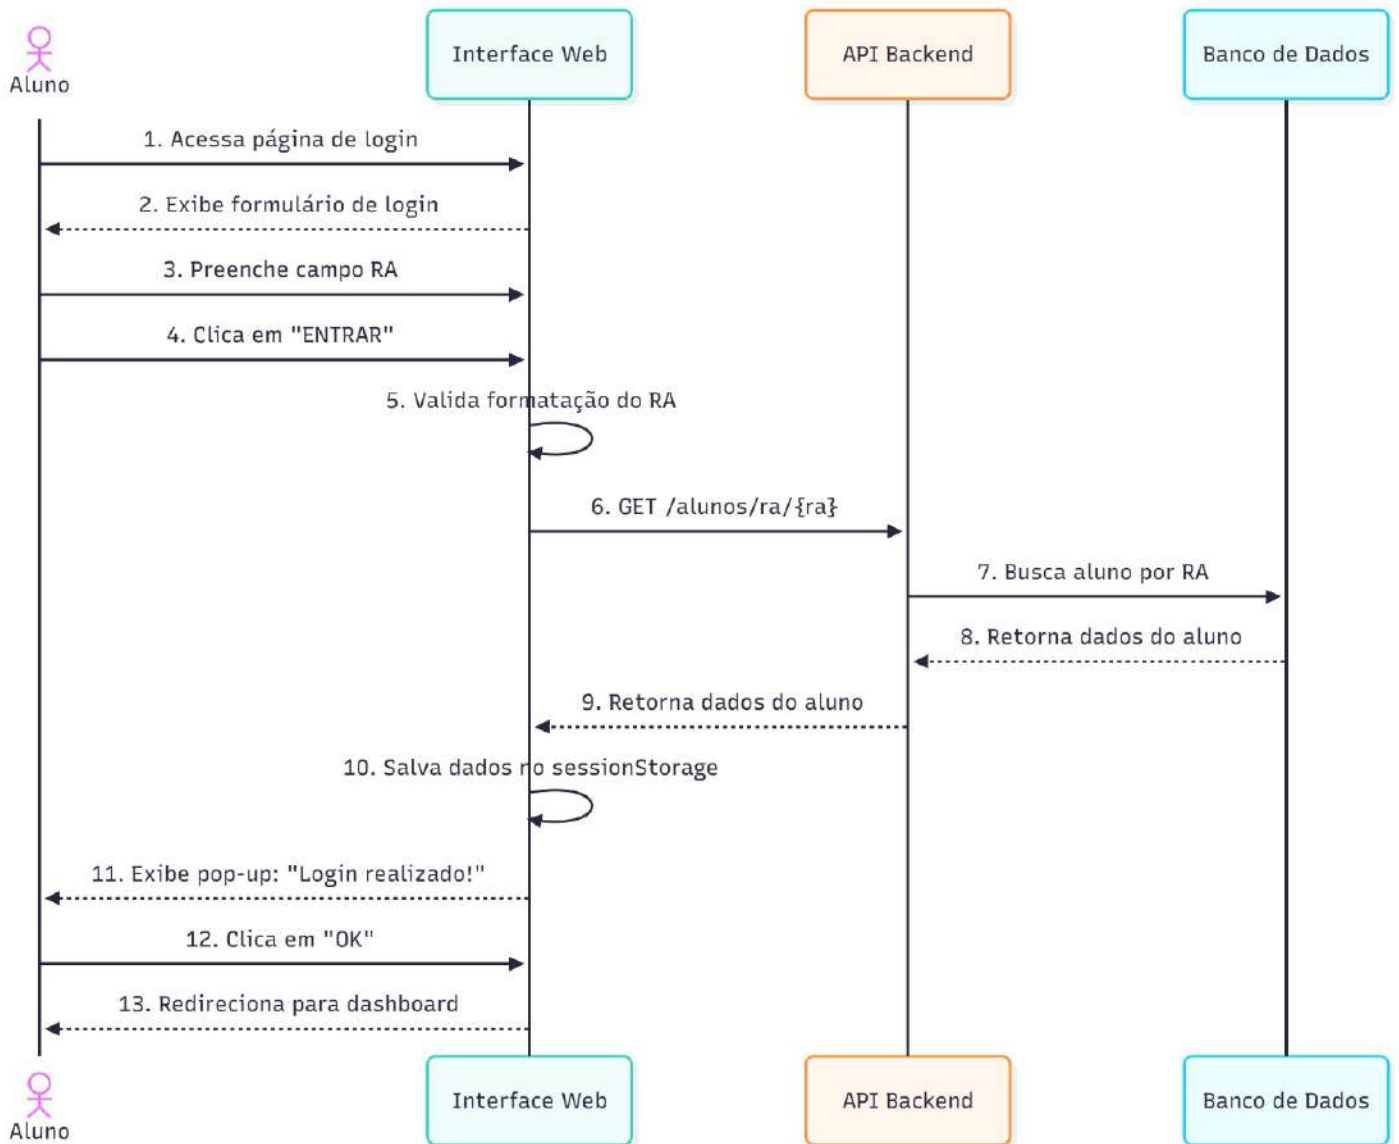 Aluno
Interface Web
API Backend
Banco de Dados
1. Acessa página de login
2. Exibe formulário de login
3. Preenche campo RA
4. Clica em "ENTRAR"
5. Valida formatação do RA
6. GET /alunos/ra/{ra}
7. Busca aluno por RA
8. Retorna dados do aluno
9. Retorna dados do aluno
10. Salva dados no sessionStorage
11. Exibe pop-up: "Login realizado!"
12. Clica em "OK"
13. Redireciona para dashboard
Aluno
Interface Web
API Backend
Banco de Dados